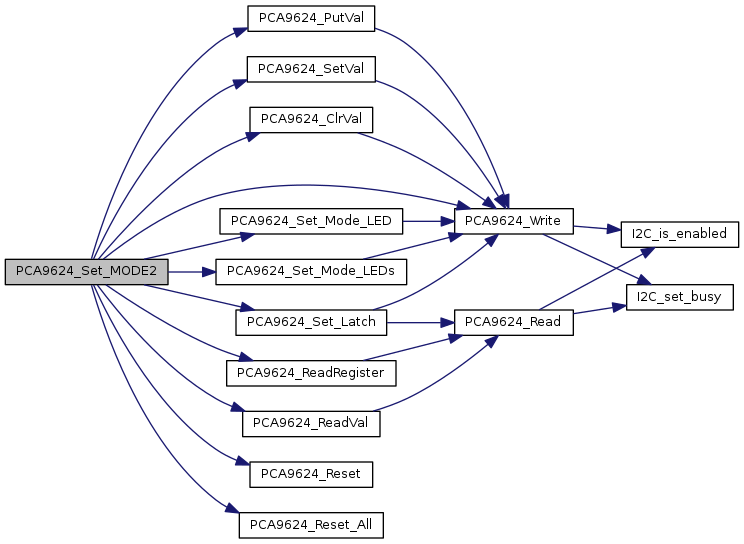 PCA9624_PutVal
PCA9624_SetVal
PCA9624_ClrVal
PCA9624_Set_Mode_LED
PCA9624_Write
I2C_is_enabled
PCA9624_Set_MODE2
PCA9624_Set_Mode_LEDs
I2C_set_busy
PCA9624_Set_Latch
PCA9624_Read
PCA9624_ReadRegister
PCA9624_ReadVal
PCA9624_Reset
PCA9624_Reset_All